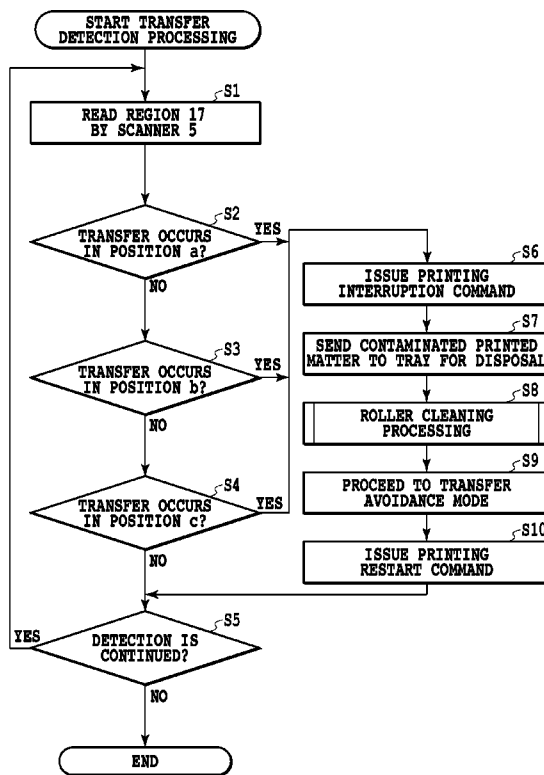 START TRANSFER
DETECTION PROCESSING
S1
READ REGION 17
BY SCANNER 5
S2
TRANSFER OCCURS
IN POSITION a?
YES
NO
S3
TRANSFER OCCURS
IN POSITION b?
YES
NO
S4
TRANSFER OCCURS
IN POSITION c?
YES
NO
S5
DETECTION IS
CONTINUED?
YES
NO
END
S6
ISSUE PRINTING
INTERRUPTION COMMAND
S7
SEND CONTAMINATED PRINTED
MATTER TO TRAY FOR DISPOSAL
S8
ROLLER CLEANING
PROCESSING
S9
PROCEED TO TRANSFER
AVOIDANCE MODE
S10
ISSUE PRINTING
RESTART COMMAND